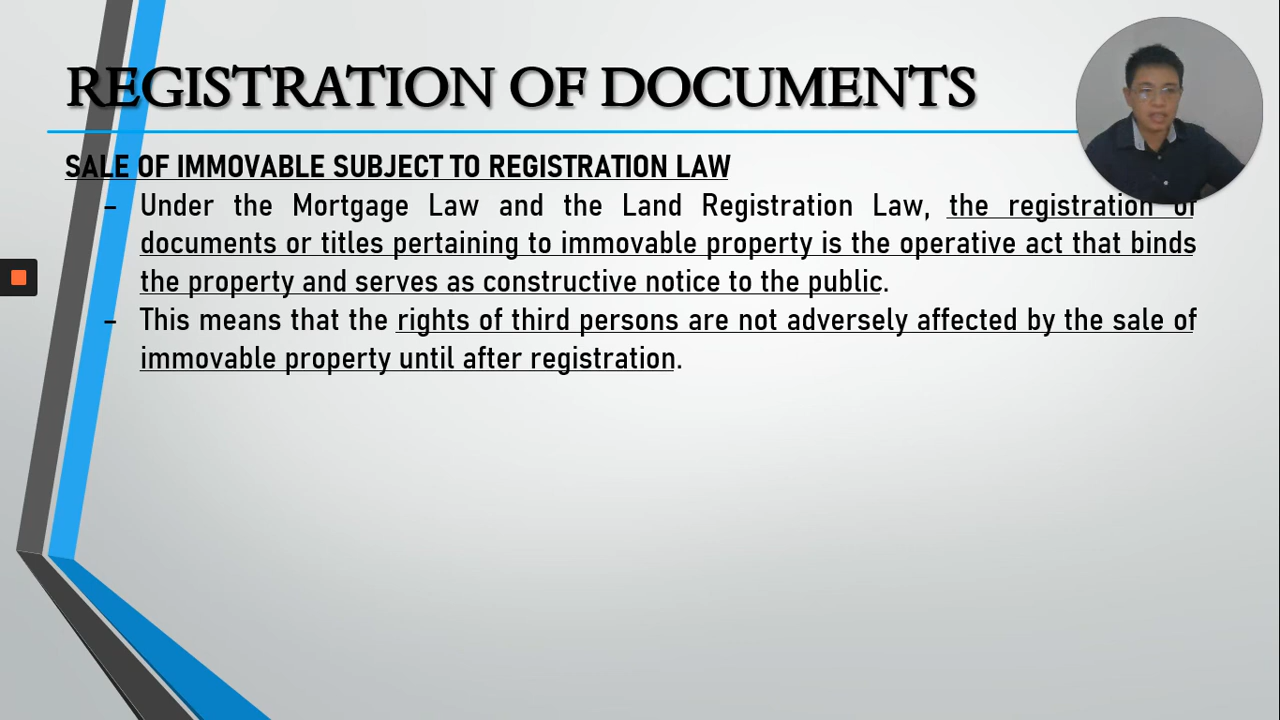 REGISTRATION OF DOCUMENTS
SALE OF IMMOVABLE SUBJECT TO REGISTRATION LAW
– Under the Mortgage Law and the Land Registration Law, the registration of
documents or titles pertaining to immovable property is the operative act that binds
the property and serves as constructive notice to the public.
– This means that the rights of third persons are not adversely affected by the sale of
immovable property until after registration.